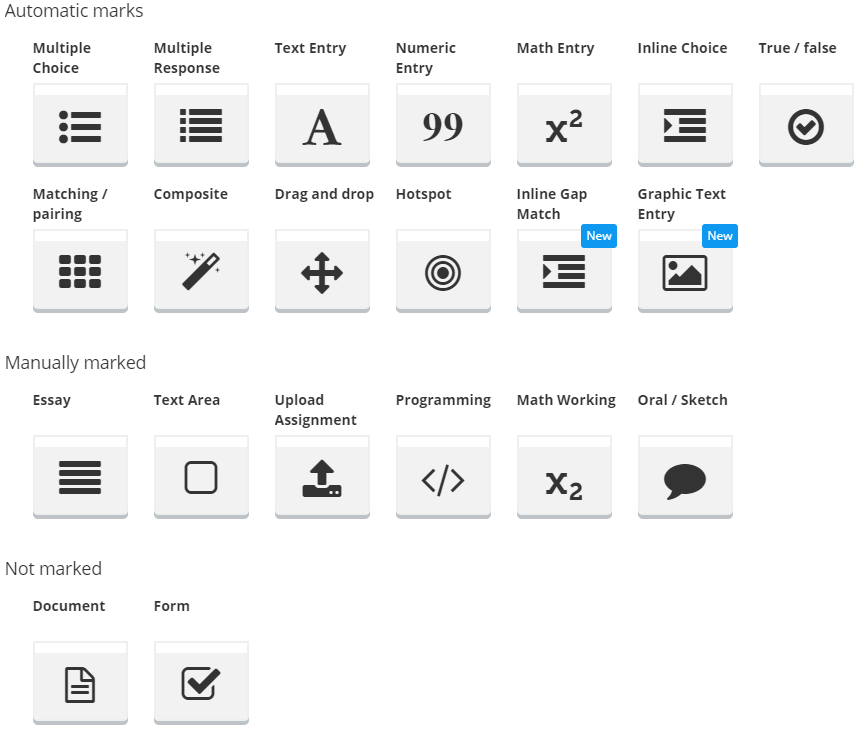 Automatic marks
Multiple Choice
Multiple Response
Text Entry
Numeric Entry
Math Entry
Inline Choice
True / false
A
99
x²
Matching / pairing
Composite
Drag and drop
Hotspot
Inline Gap Match
Graphic Text Entry
New
New
Manually marked
Essay
Text Area
Upload Assignment
Programming
Math Working
Oral / Sketch
</>
x₂
Not marked
Document
Form